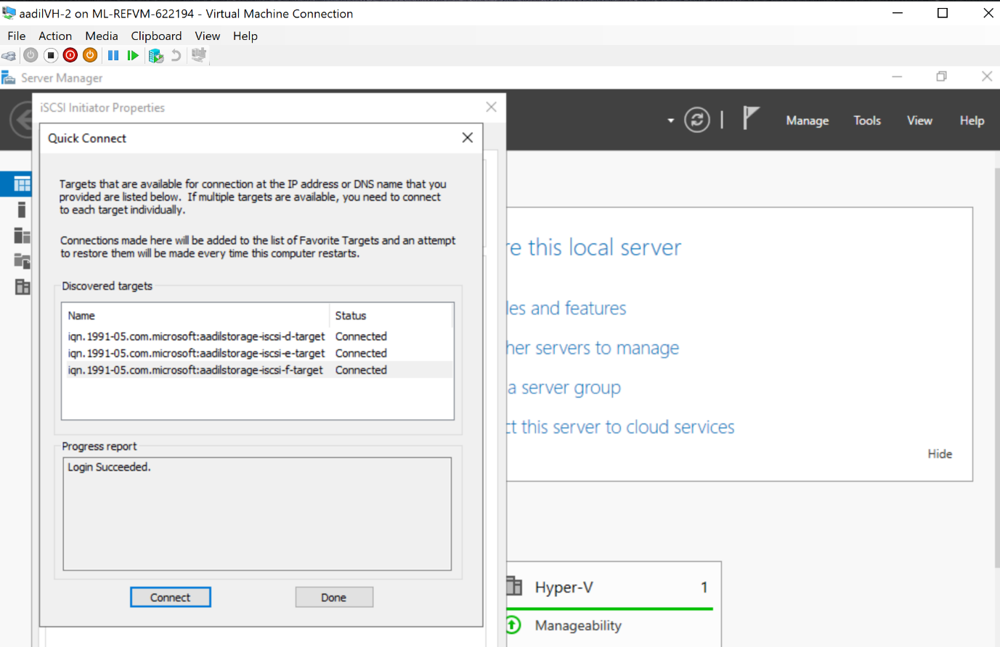 aadilVH-2 on ML-REFVM-622194 - Virtual Machine Connection
File Action Media Clipboard View Help
Server Manager
iSCSI Initiator Properties
Manage Tools View Help
Quick Connect
Targets that are available for connection at the IP address or DNS name that you
provided are listed below.  If multiple targets are available, you need to connect
to each target individually.
Connections made here will be added to the list of Favorite Targets and an attempt
to restore them will be made every time this computer restarts.
Discovered targets
Name Status
iqn.1991-05.com.microsoft:aadilstorage-iscsi-d-target Connected
iqn.1991-05.com.microsoft:aadilstorage-iscsi-e-target Connected
iqn.1991-05.com.microsoft:aadilstorage-iscsi-f-target Connected
Progress report
Login Succeeded.
Connect Done
re this local server
les and features
her servers to manage
a server group
ct this server to cloud services
Hide
Hyper-V 1
Manageability